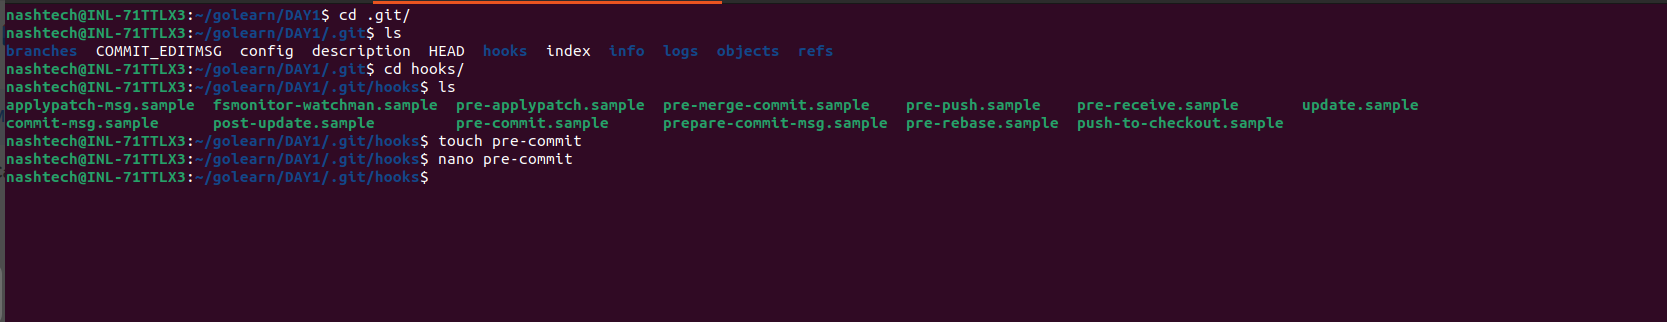 nashtech@INL-71TTLX3:~/golearn/DAY1$ cd .git/
nashtech@INL-71TTLX3:~/golearn/DAY1/.git$ ls
branches  COMMIT_EDITMSG  config  description  HEAD  hooks  index  info  logs  objects  refs
nashtech@INL-71TTLX3:~/golearn/DAY1/.git$ cd hooks/
nashtech@INL-71TTLX3:~/golearn/DAY1/.git/hooks$ ls
applypatch-msg.sample  fsmonitor-watchman.sample  pre-applypatch.sample  pre-merge-commit.sample  pre-push.sample  pre-receive.sample  update.sample
commit-msg.sample  post-update.sample  pre-commit.sample  prepare-commit-msg.sample  pre-rebase.sample  push-to-checkout.sample
nashtech@INL-71TTLX3:~/golearn/DAY1/.git/hooks$ touch pre-commit
nashtech@INL-71TTLX3:~/golearn/DAY1/.git/hooks$ nano pre-commit
nashtech@INL-71TTLX3:~/golearn/DAY1/.git/hooks$